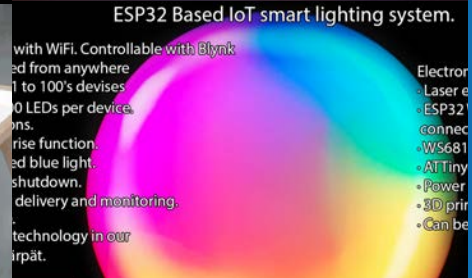 ESP32 Based IoT smart lighting system.
with WiFi. Controllable with Blynk
ed from anywhere
1 to 100's devises
0 LEDs per device.
ons.
rise function.
ed blue light.
shutdown.
delivery and monitoring.
technology in our
irpät.
Electron
- Laser e
- ESP32
connec
- WS681
- ATTiny
- Power
- 3D prin
- Can be